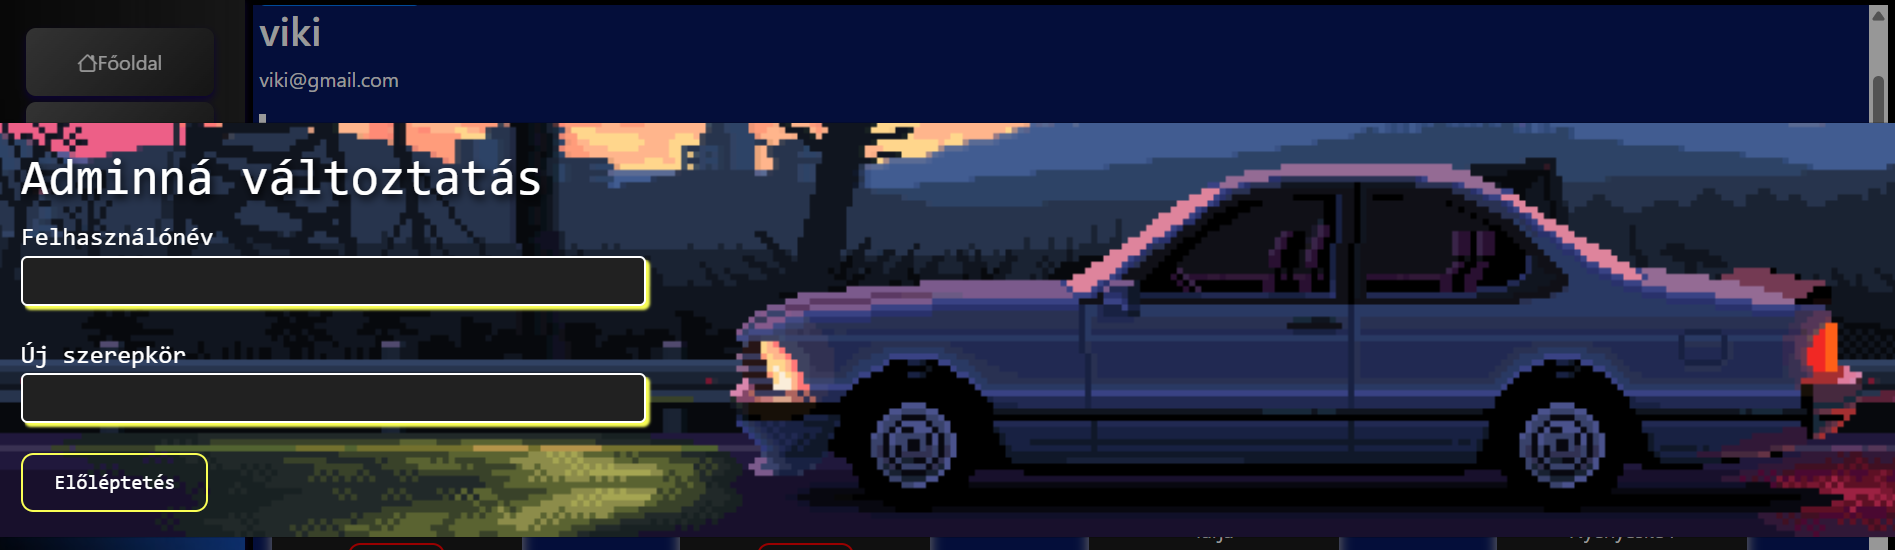 Főoldal
viki
viki@gmail.com
Adminná változtatás
Felhasználónév
Új szerepkör
Előléptetés